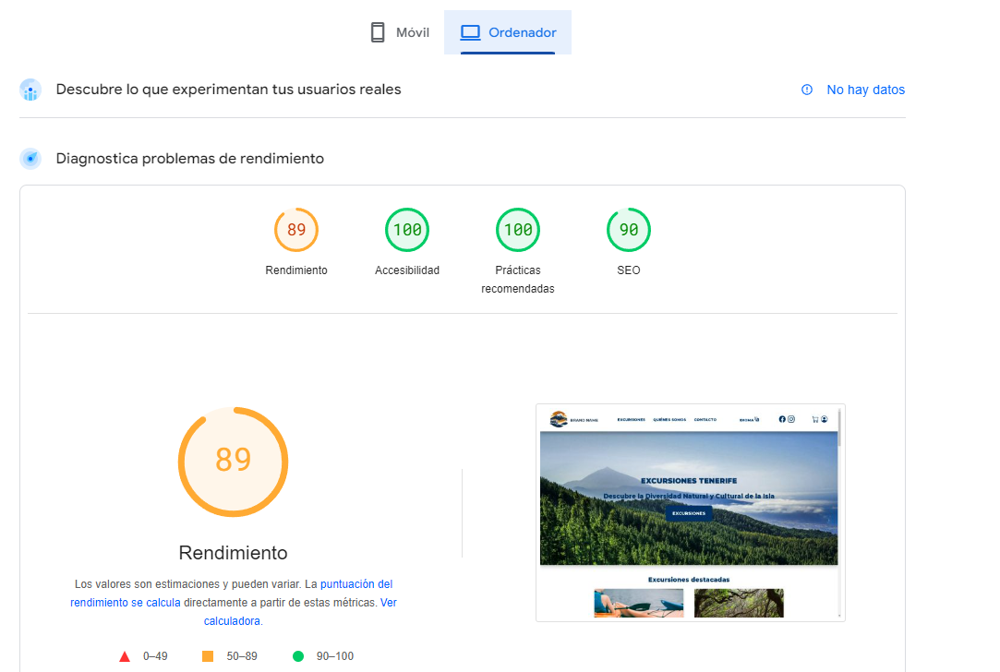 Móvil
Ordenador
Descubre lo que experimentan tus usuarios reales
No hay datos
Diagnostica problemas de rendimiento
89
100
100
90
Rendimiento
Accesibilidad
Prácticas
recomendadas
SEO
89
BRAND NAME
EXCURSIONES
QUIÉNES SOMOS
CONTACTO
IDIOMA
EXCURSIONES TENERIFE
Descubre la Diversidad Natural y Cultural de la Isla
EXCURSIONES
Rendimiento
Excursiones destacadas
Los valores son estimaciones y pueden variar. La puntuación del
rendimiento se calcula directamente a partir de estas métricas. Ver
calculadora.
0–49
50–89
90–100